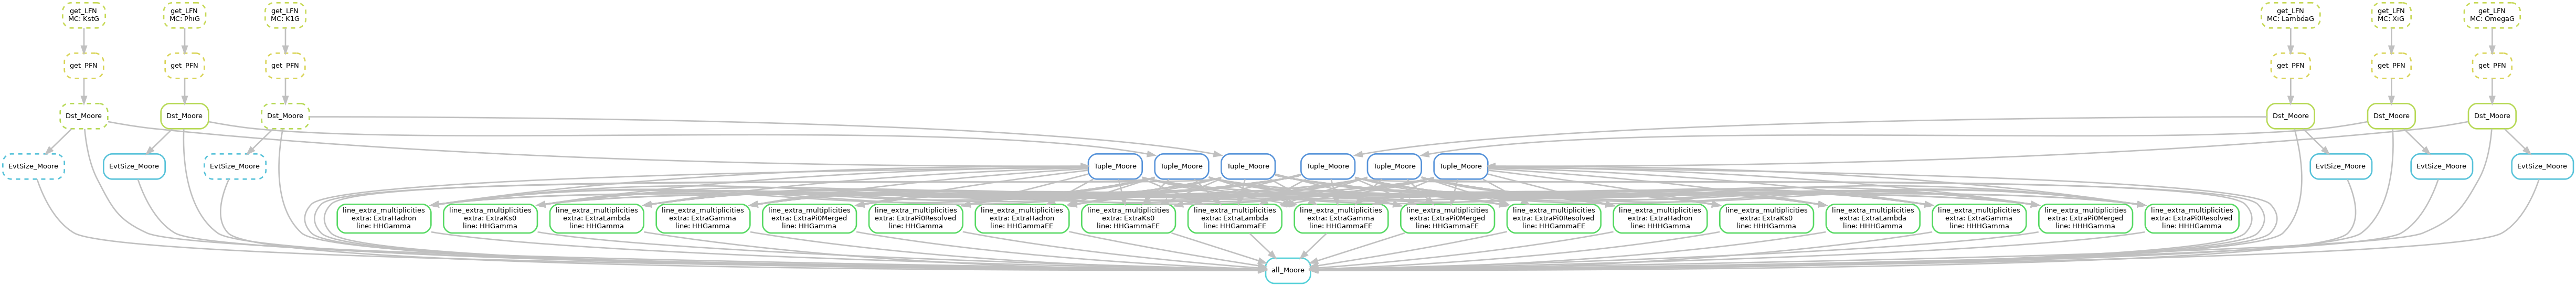 get_LFN
MC: KstG
get_LFN
MC: PhiG
get_LFN
MC: K1G
get_LFN
MC: LambdaG
get_LFN
MC: XiG
get_LFN
MC: OmegaG
get_PFN
get_PFN
get_PFN
get_PFN
get_PFN
get_PFN
Dst_Moore
Dst_Moore
Dst_Moore
Dst_Moore
Dst_Moore
Dst_Moore
EvtSize_Moore
EvtSize_Moore
EvtSize_Moore
Tuple_Moore
Tuple_Moore
Tuple_Moore
Tuple_Moore
Tuple_Moore
Tuple_Moore
EvtSize_Moore
EvtSize_Moore
EvtSize_Moore
line_extra_multiplicities
extra: ExtraHadron
line: HHGamma
line_extra_multiplicities
extra: ExtraKs0
line: HHGamma
line_extra_multiplicities
extra: ExtraLambda
line: HHGamma
line_extra_multiplicities
extra: ExtraGamma
line: HHGamma
line_extra_multiplicities
extra: ExtraPi0Merged
line: HHGamma
line_extra_multiplicities
extra: ExtraPi0Resolved
line: HHGamma
line_extra_multiplicities
extra: ExtraHadron
line: HHGammaEE
line_extra_multiplicities
extra: ExtraKs0
line: HHGammaEE
line_extra_multiplicities
extra: ExtraLambda
line: HHGammaEE
line_extra_multiplicities
extra: ExtraGamma
line: HHGammaEE
line_extra_multiplicities
extra: ExtraPi0Merged
line: HHGammaEE
line_extra_multiplicities
extra: ExtraPi0Resolved
line: HHGammaEE
line_extra_multiplicities
extra: ExtraHadron
line: HHHGamma
line_extra_multiplicities
extra: ExtraKs0
line: HHHGamma
line_extra_multiplicities
extra: ExtraLambda
line: HHHGamma
line_extra_multiplicities
extra: ExtraGamma
line: HHHGamma
line_extra_multiplicities
extra: ExtraPi0Merged
line: HHHGamma
line_extra_multiplicities
extra: ExtraPi0Resolved
line: HHHGamma
all_Moore